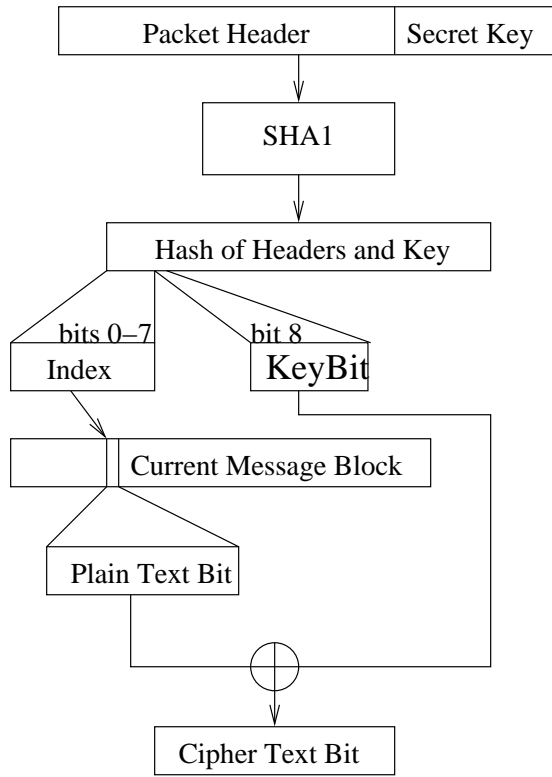 Packet Header
Secret Key
SHA1
Hash of Headers and Key
bits 0–7
bit 8
Index
KeyBit
Current Message Block
Plain Text Bit
Cipher Text Bit